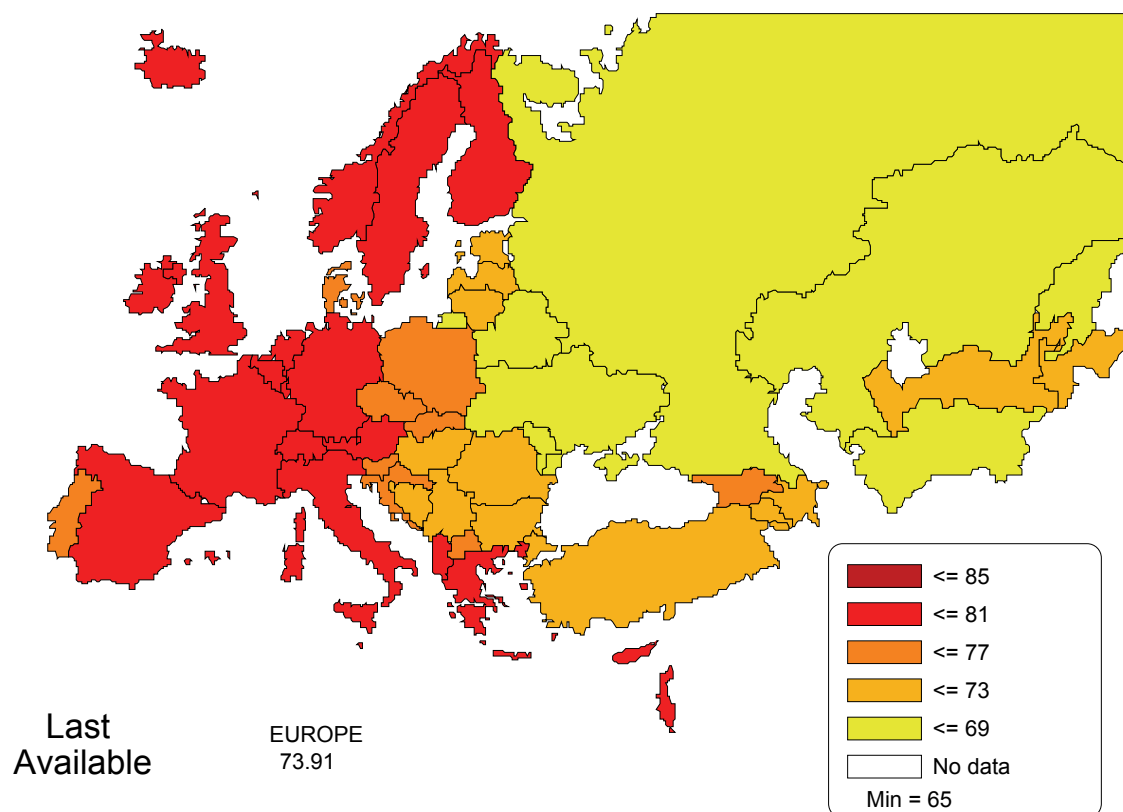 Last
Available
EUROPE
73.91
<= 85
<= 81
<= 77
<= 73
<= 69
No data
Min = 65